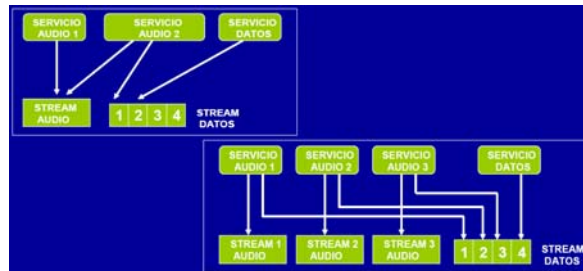 SERVICIO
AUDIO 1
SERVICIO
AUDIO 2
SERVICIO
DATOS
STREAM
AUDIO
1 2 3 4
STREAM
DATOS
SERVICIO
AUDIO 1
SERVICIO
AUDIO 2
SERVICIO
AUDIO 3
SERVICIO
DATOS
STREAM 1
AUDIO
STREAM 2
AUDIO
STREAM 3
AUDIO
1 2 3 4
STREAM
DATOS